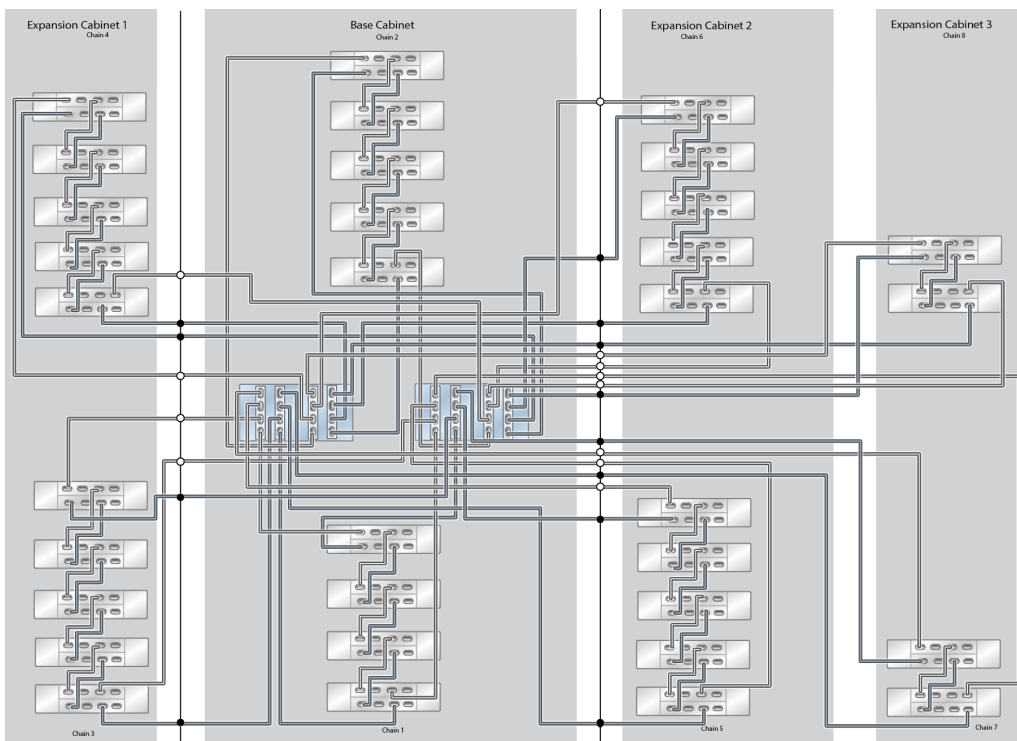 Expansion Cabinet 1
Chain 4
Base Cabinet
Chain 2
Expansion Cabinet 2
Chain 6
Expansion Cabinet 3
Chain 8
Chain 3
Chain 1
Chain 5
Chain 7